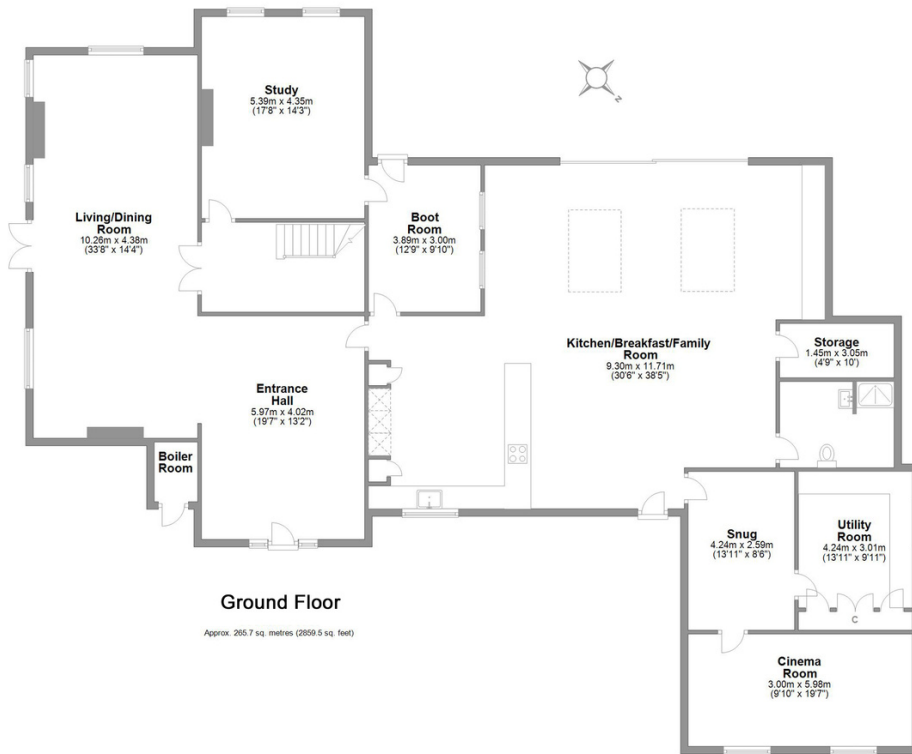 Study
5.39m x 4.35m
(17'8" x 14'3")
N
Living/Dining
Room
10.26m x 4.38m
(33'8" x 14'4")
Boot
Room
3.89m x 3.00m
(12'9" x 9'10")
Kitchen/Breakfast/Family
Room
9.30m x 11.71m
(30'6" x 38'5")
Storage
1.45m x 3.05m
(4'9" x 10')
Entrance
Hall
5.97m x 4.02m
(19'7" x 13'2")
Boiler
Room
Snug
4.24m x 2.59m
(13'11" x 8'6")
Utility
Room
4.24m x 3.01m
(13'11" x 9'11")
C
Cinema
Room
3.00m x 5.98m
(9'10" x 19'7")
Ground Floor
Approx. 265.7 sq. metres (2859.5 sq. feet)